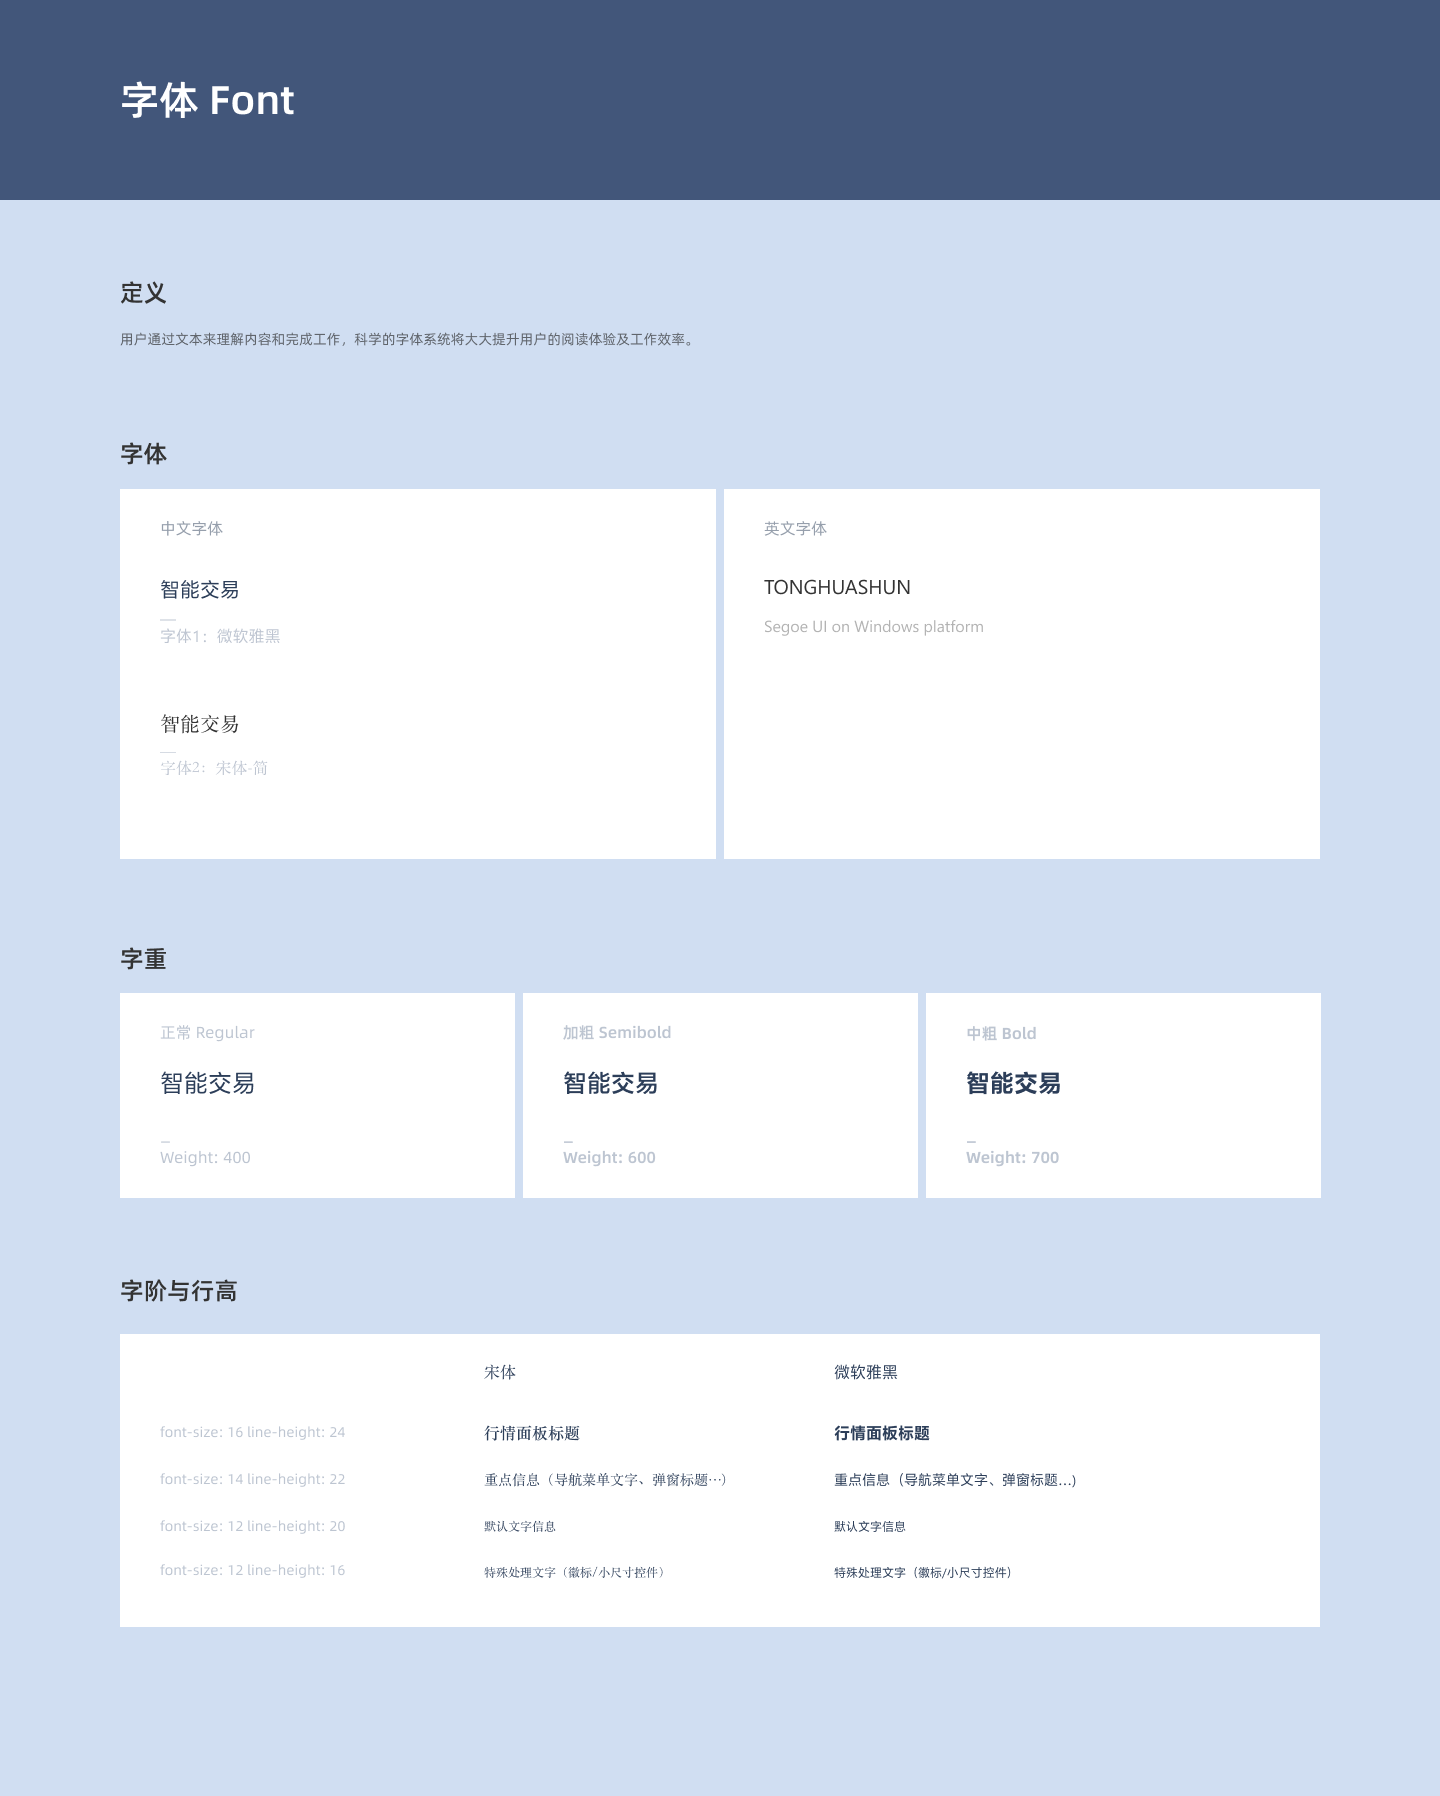 字体 Font
定义
用户通过文本来理解内容和完成工作，科学的字体系统将大大提升用户的阅读体验及工作效率。
字体
中文字体
智能交易
字体1：微软雅黑
智能交易
字体2：宋体-简
英文字体
TONGHUASHUN
Segoe UI on Windows platform
字重
正常 Regular
智能交易
Weight: 400
加粗 Semibold
智能交易
Weight: 600
中粗 Bold
智能交易
Weight: 700
字阶与行高
宋体 微软雅黑
font-size: 16 line-height: 24 行情面板标题 行情面板标题
font-size: 14 line-height: 22 重点信息（导航菜单文字、弹窗标题…） 重点信息（导航菜单文字、弹窗标题...)
font-size: 12 line-height: 20 默认文字信息 默认文字信息
font-size: 12 line-height: 16 特殊处理文字（徽标/小尺寸控件） 特殊处理文字（徽标/小尺寸控件）